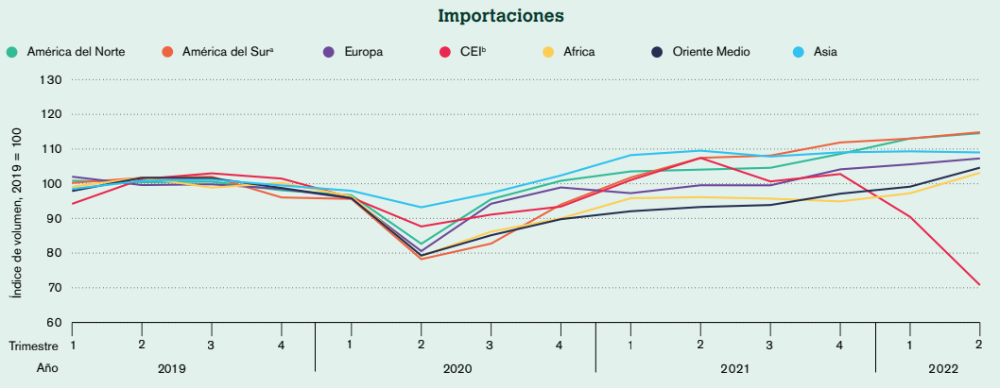 Importaciones
América del Norte América del Surᵃ Europa CEIᵇ Africa Oriente Medio Asia
Índice de volumen, 2019 = 100
130
120
110
100
90
80
70
60
Trimestre 1 2 3 4 1 2 3 4 1 2 3 4 1 2
Año 2019 2020 2021 2022